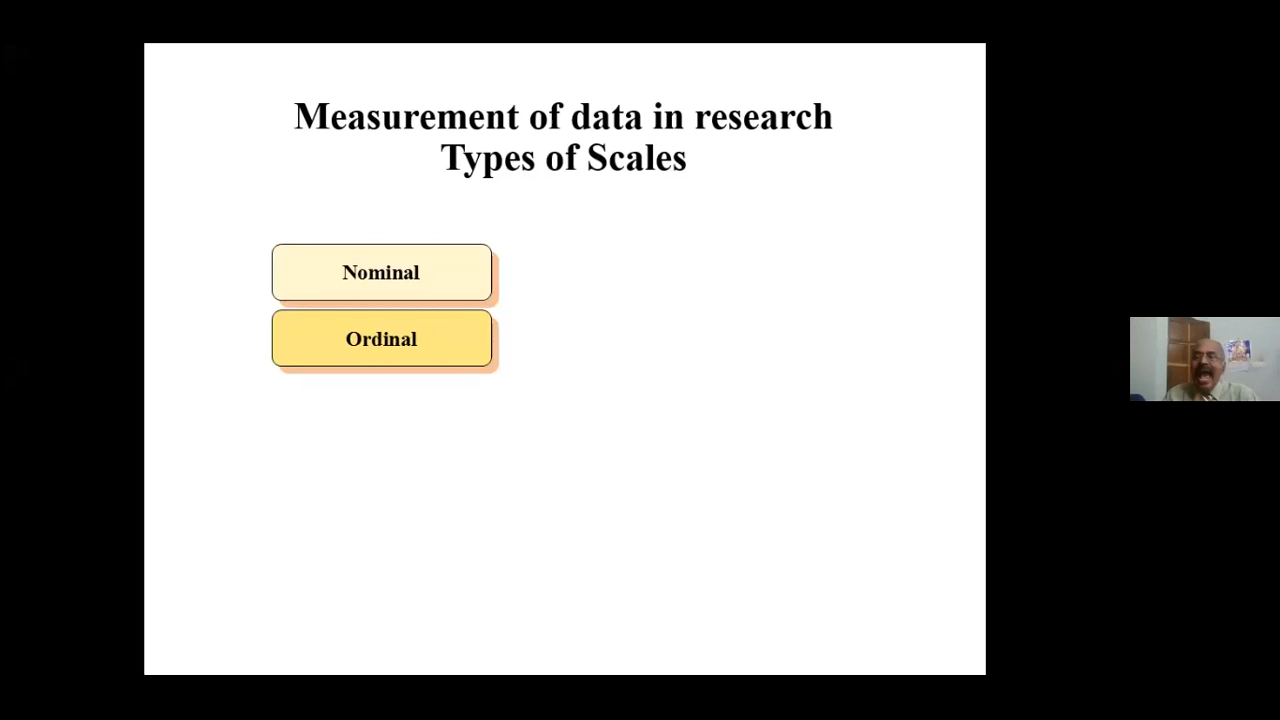 Measurement of data in research
Types of Scales
Nominal
Ordinal